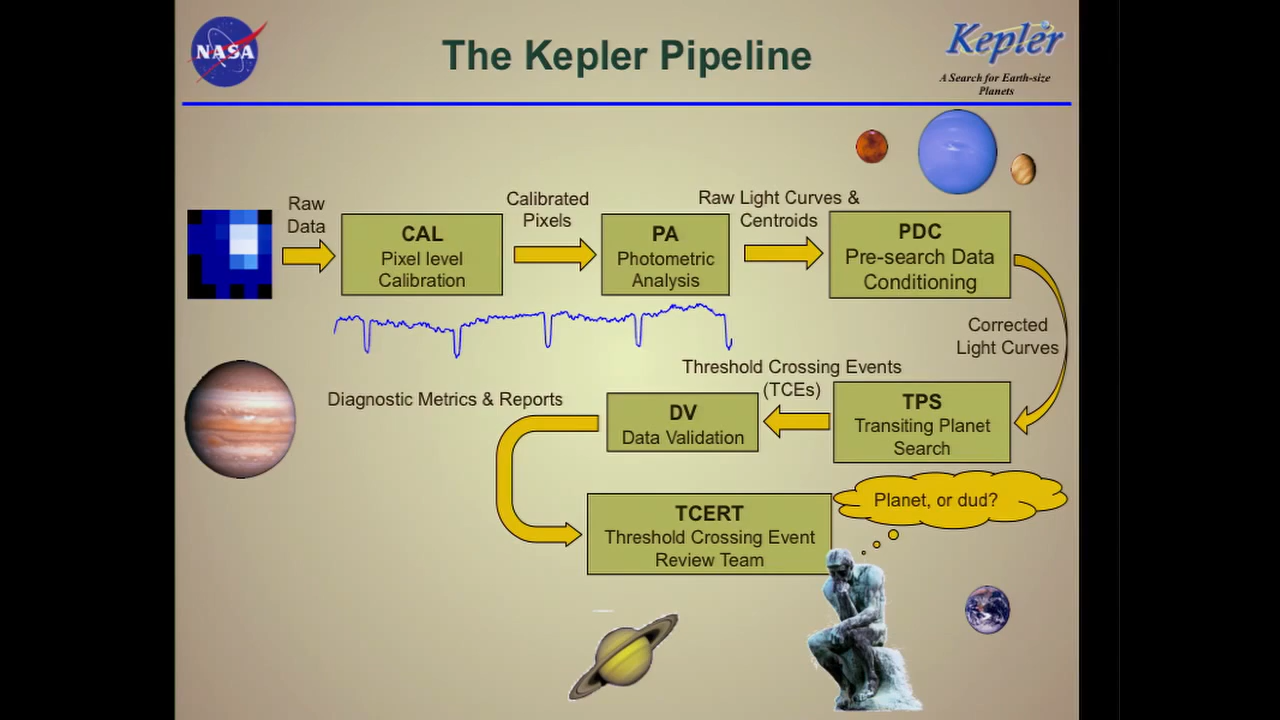 NASA
The Kepler Pipeline
Kepler
A Search for Earth-size
Planets
Raw
Data
CAL
Pixel level
Calibration
Calibrated
Pixels
PA
Photometric
Analysis
Raw Light Curves &
Centroids
PDC
Pre-search Data
Conditioning
Corrected
Light Curves
TPS
Transiting Planet
Search
Threshold Crossing Events
(TCEs)
DV
Data Validation
Diagnostic Metrics & Reports
TCERT
Threshold Crossing Event
Review Team
Planet, or dud?